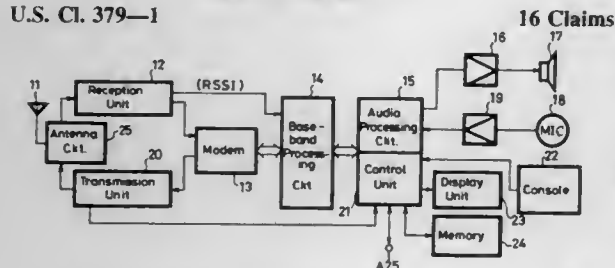 U.S. Cl. 379—1 16 Claims
11
12
Reception Unit
(RSSI)
14
15
16
17
Antenna Ckt.
25
20
Transmission Unit
Modem
13
Base-band Processing Ckt
Audio Processing Ckt.
Control Unit
21
19
18
MIC
22
Console
Display Unit
23
Memory
24
A25